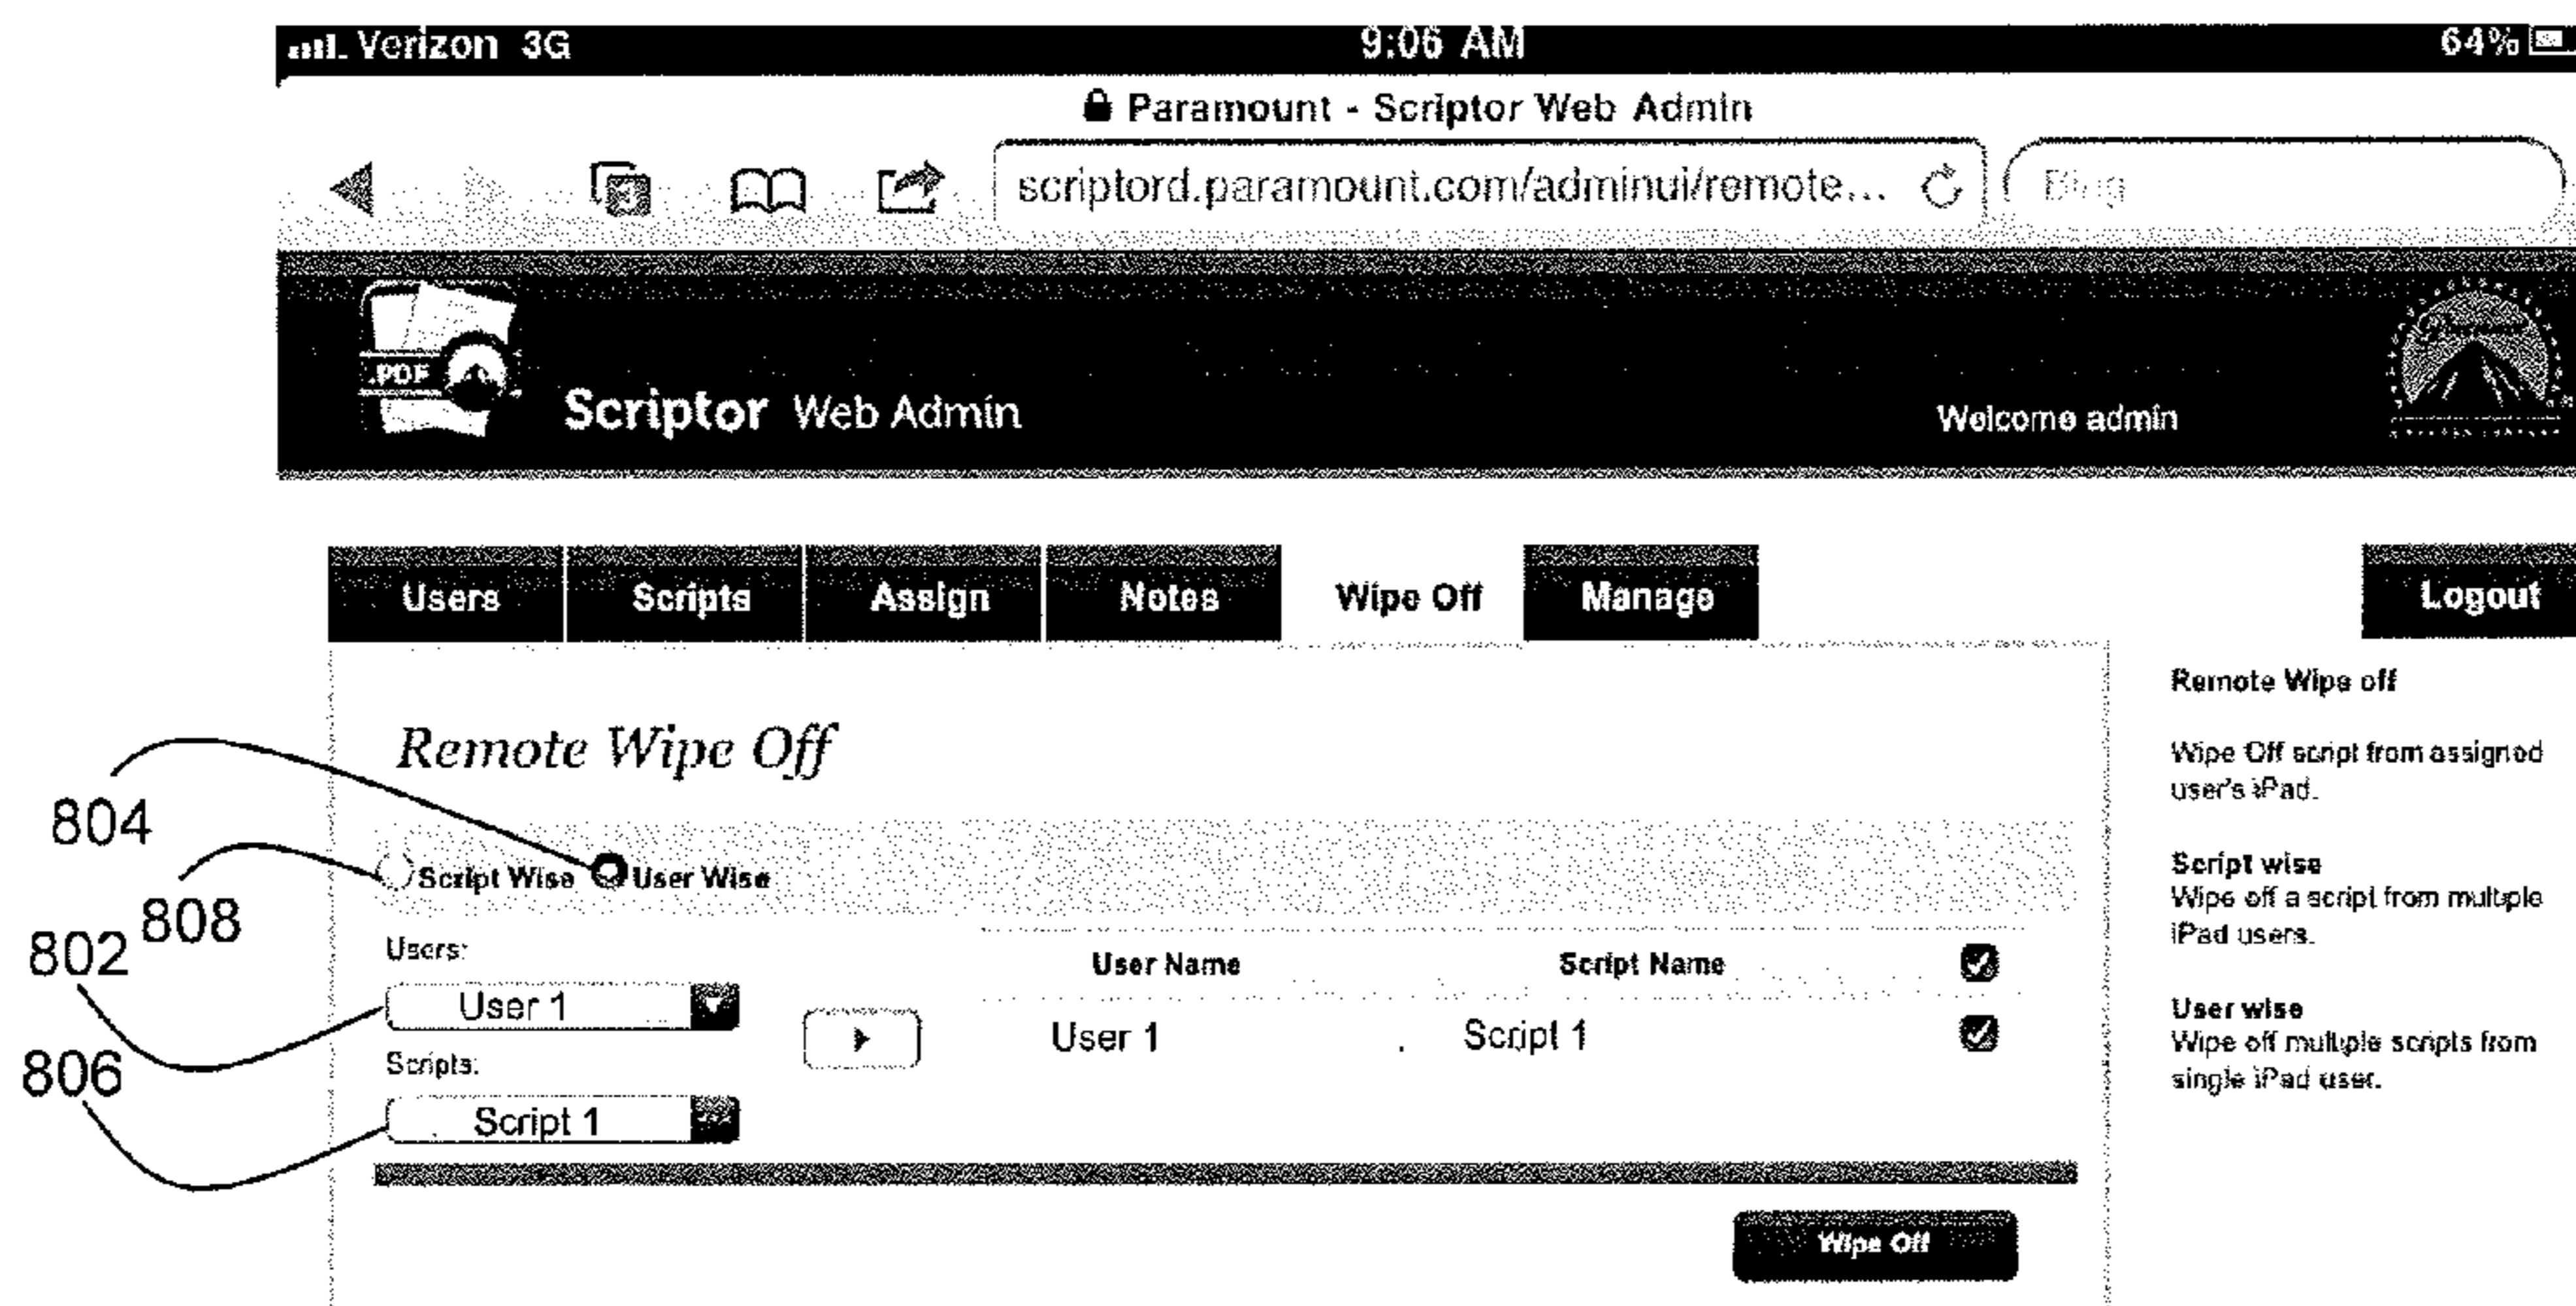 Verizon 3G 9:06 AM 64%
Paramount - Scriptor Web Admin
3 scriptord.paramount.com/adminui/remote... Bing
.PDF
Scriptor Web Admin Welcome admin
Users Scripts Assign Notes Wipe Off Manage Logout
Remote Wipe off
Remote Wipe Off
Wipe Off script from assigned
user's iPad.
804
Script Wise User Wise
808
Script wise
Wipe off a script from multiple
iPad users.
802
Users:
User Name Script Name
User 1
User 1 Script 1
User wise
Wipe off multiple scripts from
single iPad user.
806
Scripts:
Script 1
Wipe Off